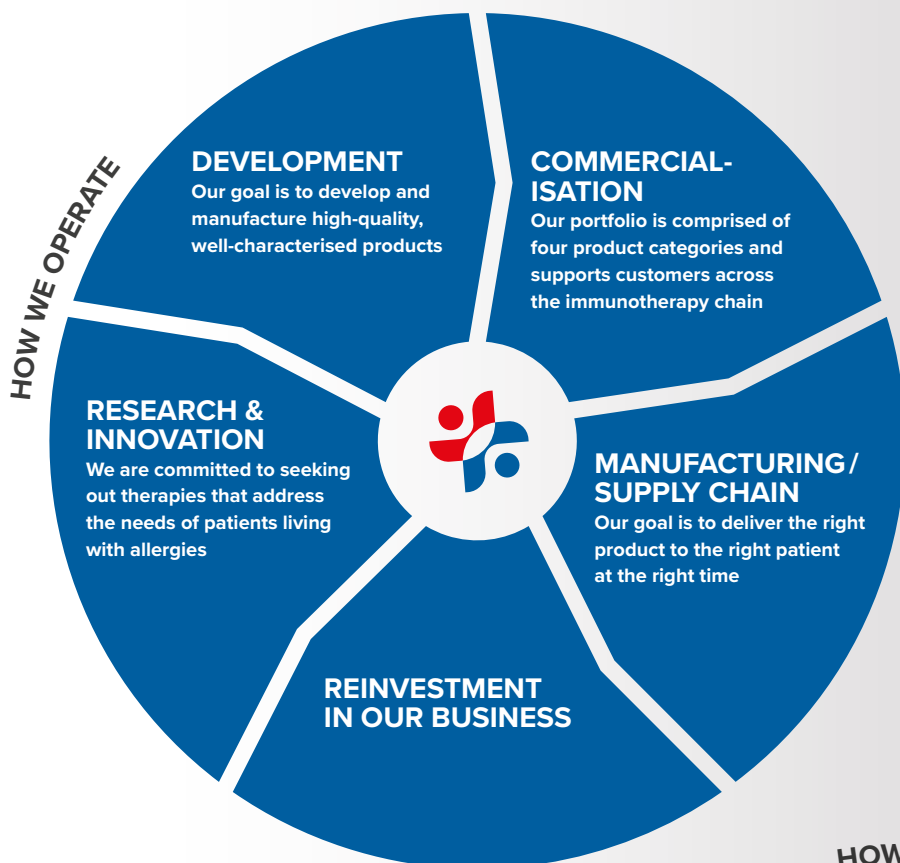 HOW WE OPERATE
DEVELOPMENT
Our goal is to develop and
manufacture high-quality,
well-characterised products
COMMERCIAL-
ISATION
Our portfolio is comprised of
four product categories and
supports customers across
the immunotherapy chain
RESEARCH &
INNOVATION
We are committed to seeking
out therapies that address
the needs of patients living
with allergies
MANUFACTURING/
SUPPLY CHAIN
Our goal is to deliver the right
product to the right patient
at the right time
REINVESTMENT
IN OUR BUSINESS
HOW